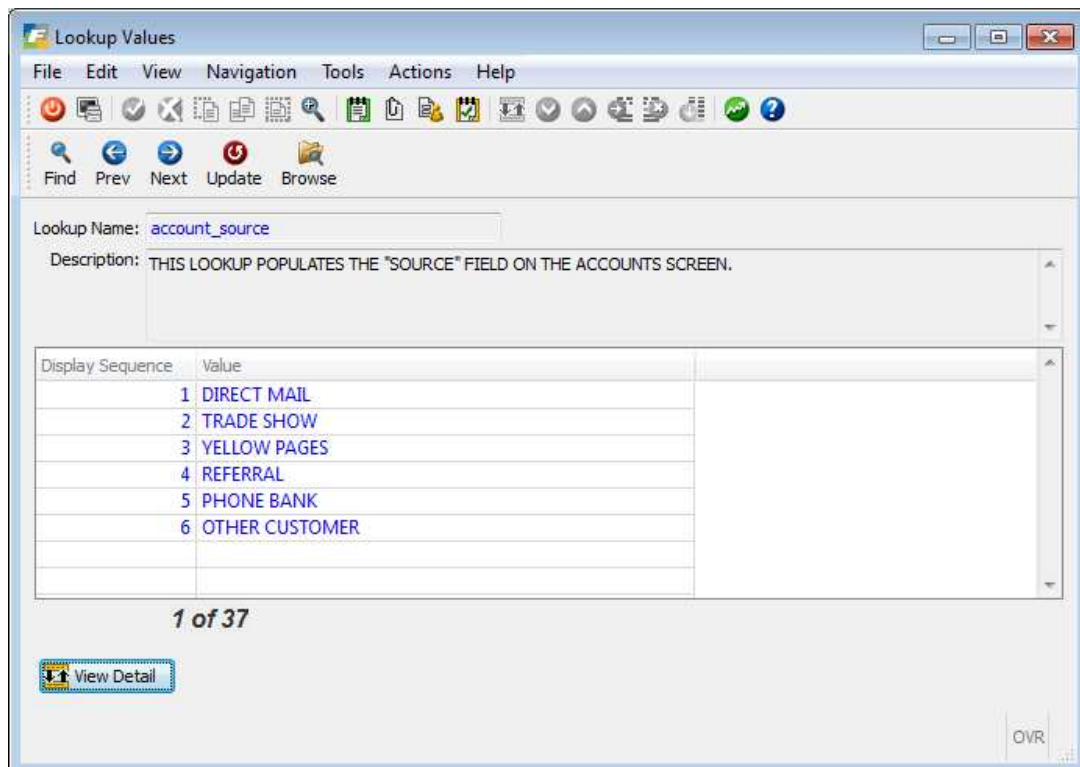 Lookup Values
File Edit View Navigation Tools Actions Help
Find Prev Next Update Browse
Lookup Name: account_source
Description: THIS LOOKUP POPULATES THE "SOURCE" FIELD ON THE ACCOUNTS SCREEN.
Display Sequence Value
1 DIRECT MAIL
2 TRADE SHOW
3 YELLOW PAGES
4 REFERRAL
5 PHONE BANK
6 OTHER CUSTOMER
1 of 37
View Detail
OVR